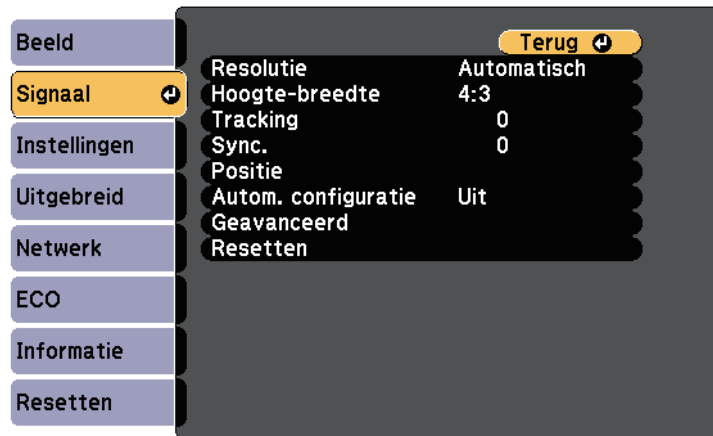 Beeld
Signaal
Instellingen
Uitgebreid
Netwerk
ECO
Informatie
Resetten
Terug
Resolutie Automatisch
Hoogte-breedte 4:3
Tracking 0
Sync. 0
Positie
Autom. configuratie Uit
Geavanceerd
Resetten